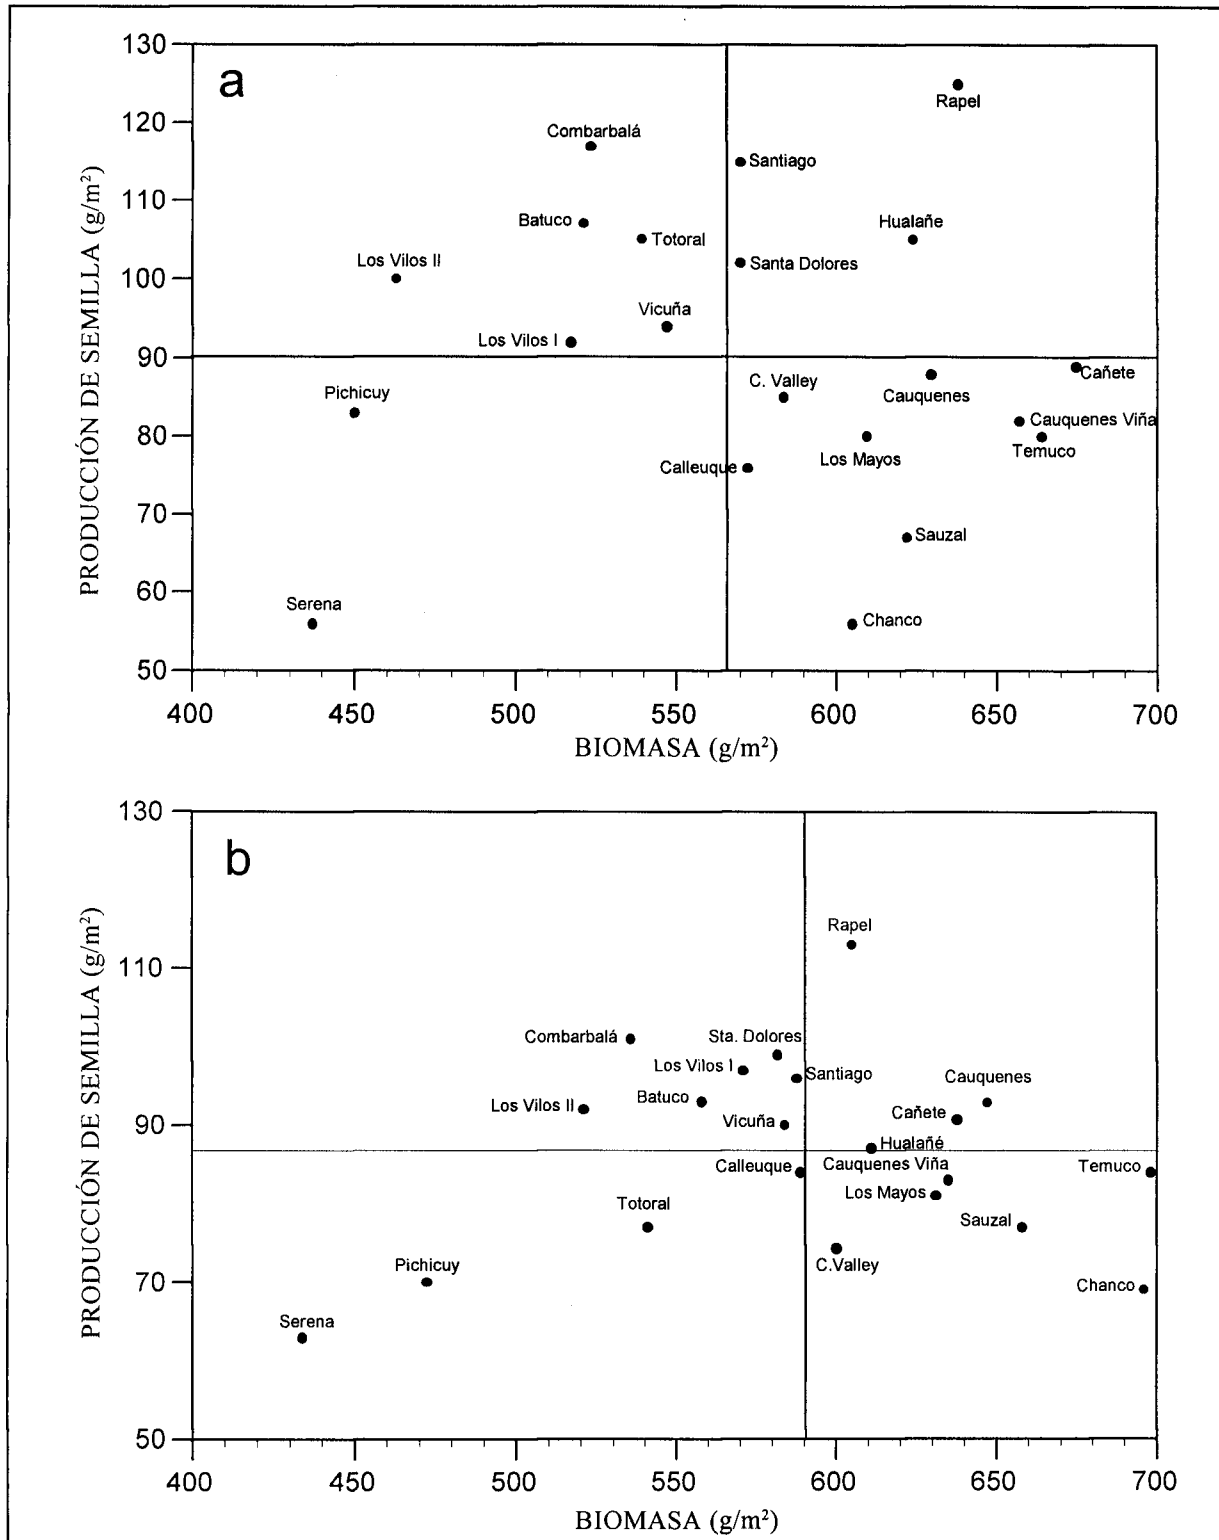 a
PRODUCCIÓN DE SEMILLA (g/m²)
130
120
110
100
90
80
70
60
50
Rapel
Combarbalá
Santiago
Batuco
Totoral
Hualañe
Los Vilos II
Santa Dolores
Vicuña
Los Vilos I
Pichicuy
C. Valley
Cauquenes
Cañete
Cauquenes Viña
Calleuque
Los Mayos
Temuco
Sauzal
Serena
Chanco
400 450 500 550 600 650 700
BIOMASA (g/m²)
b
PRODUCCIÓN DE SEMILLA (g/m²)
130
110
90
70
50
Rapel
Combarbalá
Sta. Dolores
Los Vilos I
Santiago
Cauquenes
Los Vilos II
Batuco
Vicuña
Cañete
Hualañé
Calleuque
Cauquenes Viña
Temuco
Los Mayos
Totoral
Sauzal
Pichicuy
C.Valley
Chanco
Serena
400 450 500 550 600 650 700
BIOMASA (g/m²)